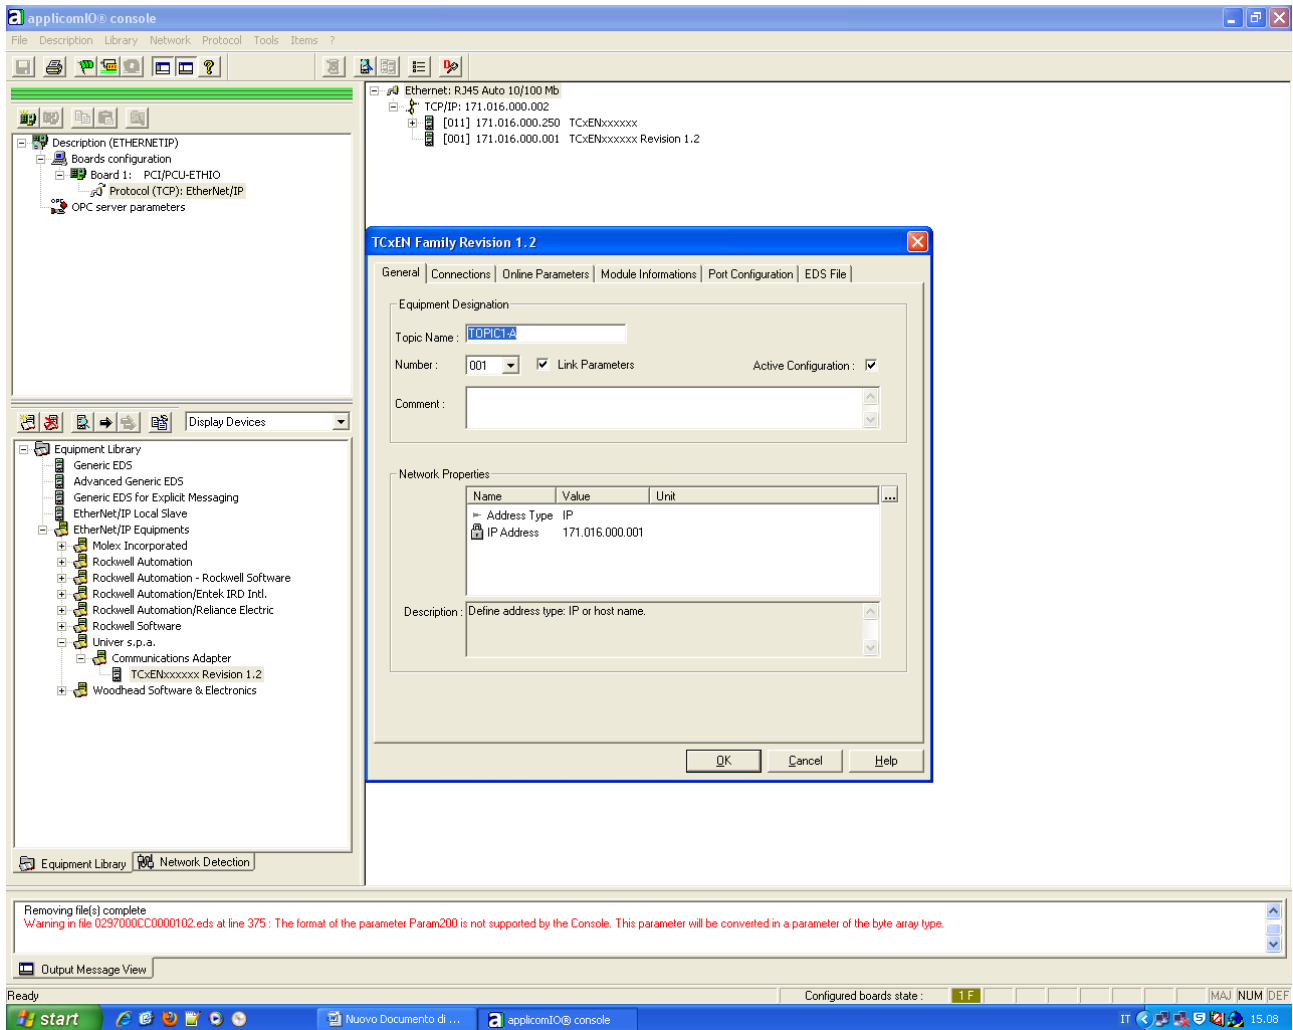 applicomIO® console
File Description Library Network Protocol Tools Items ?
Description (ETHERNETIP)
Boards configuration
Board 1: PCI/PCU-ETHIO
Protocol (TCP): EtherNet/IP
OPC server parameters
Display Devices
Equipment Library
Generic EDS
Advanced Generic EDS
Generic EDS for Explicit Messaging
EtherNet/IP Local Slave
EtherNet/IP Equipments
Molex Incorporated
Rockwell Automation
Rockwell Automation - Rockwell Software
Rockwell Automation/Entek IRD Intl.
Rockwell Automation/Reliance Electric
Rockwell Software
Univer s.p.a.
Communications Adapter
TCxENxxxxxx Revision 1.2
Woodhead Software & Electronics
Equipment Library Network Detection
Ethernet: RJ45 Auto 10/100 Mb
TCP/IP: 171.016.000.002
[011] 171.016.000.250 TCxENxxxxxx
[001] 171.016.000.001 TCxENxxxxxx Revision 1.2
TCxEN Family Revision 1.2
General Connections Online Parameters Module Informations Port Configuration EDS File
Equipment Designation
Topic Name : TOPIC1-A
Number : 001 Link Parameters Active Configuration :
Comment :
Network Properties
Name Value Unit
...
Address Type IP
IP Address 171.016.000.001
Description : Define address type: IP or host name.
OK Cancel Help
Removing file(s) complete
Warning in file 0297000CC0000102.eds at line 375 : The format of the parameter Param200 is not supported by the Console. This parameter will be converted in a parameter of the byte array type.
Output Message View
Ready Configured boards state : 1 F MAJ NUM DEF
start Nuovo Documento di ... applicomIO® console IT 15.08